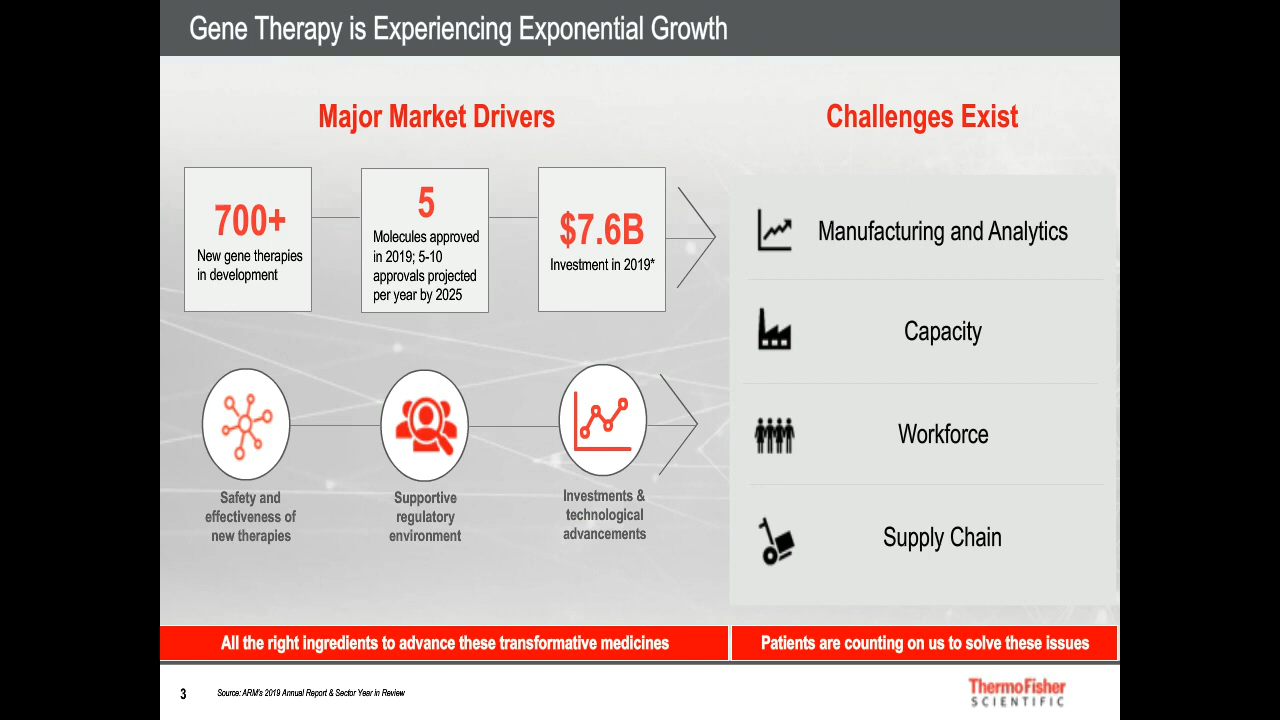 Gene Therapy is Experiencing Exponential Growth
Major Market Drivers
700+
New gene therapies
in development
5
Molecules approved
in 2019; 5-10
approvals projected
per year by 2025
$7.6B
Investment in 2019*
Safety and
effectiveness of
new therapies
Supportive
regulatory
environment
Investments &
technological
advancements
Challenges Exist
Manufacturing and Analytics
Capacity
Workforce
Supply Chain
All the right ingredients to advance these transformative medicines
Patients are counting on us to solve these issues
3
Source: ARM's 2019 Annual Report & Sector Year in Review
ThermoFisher
SCIENTIFIC